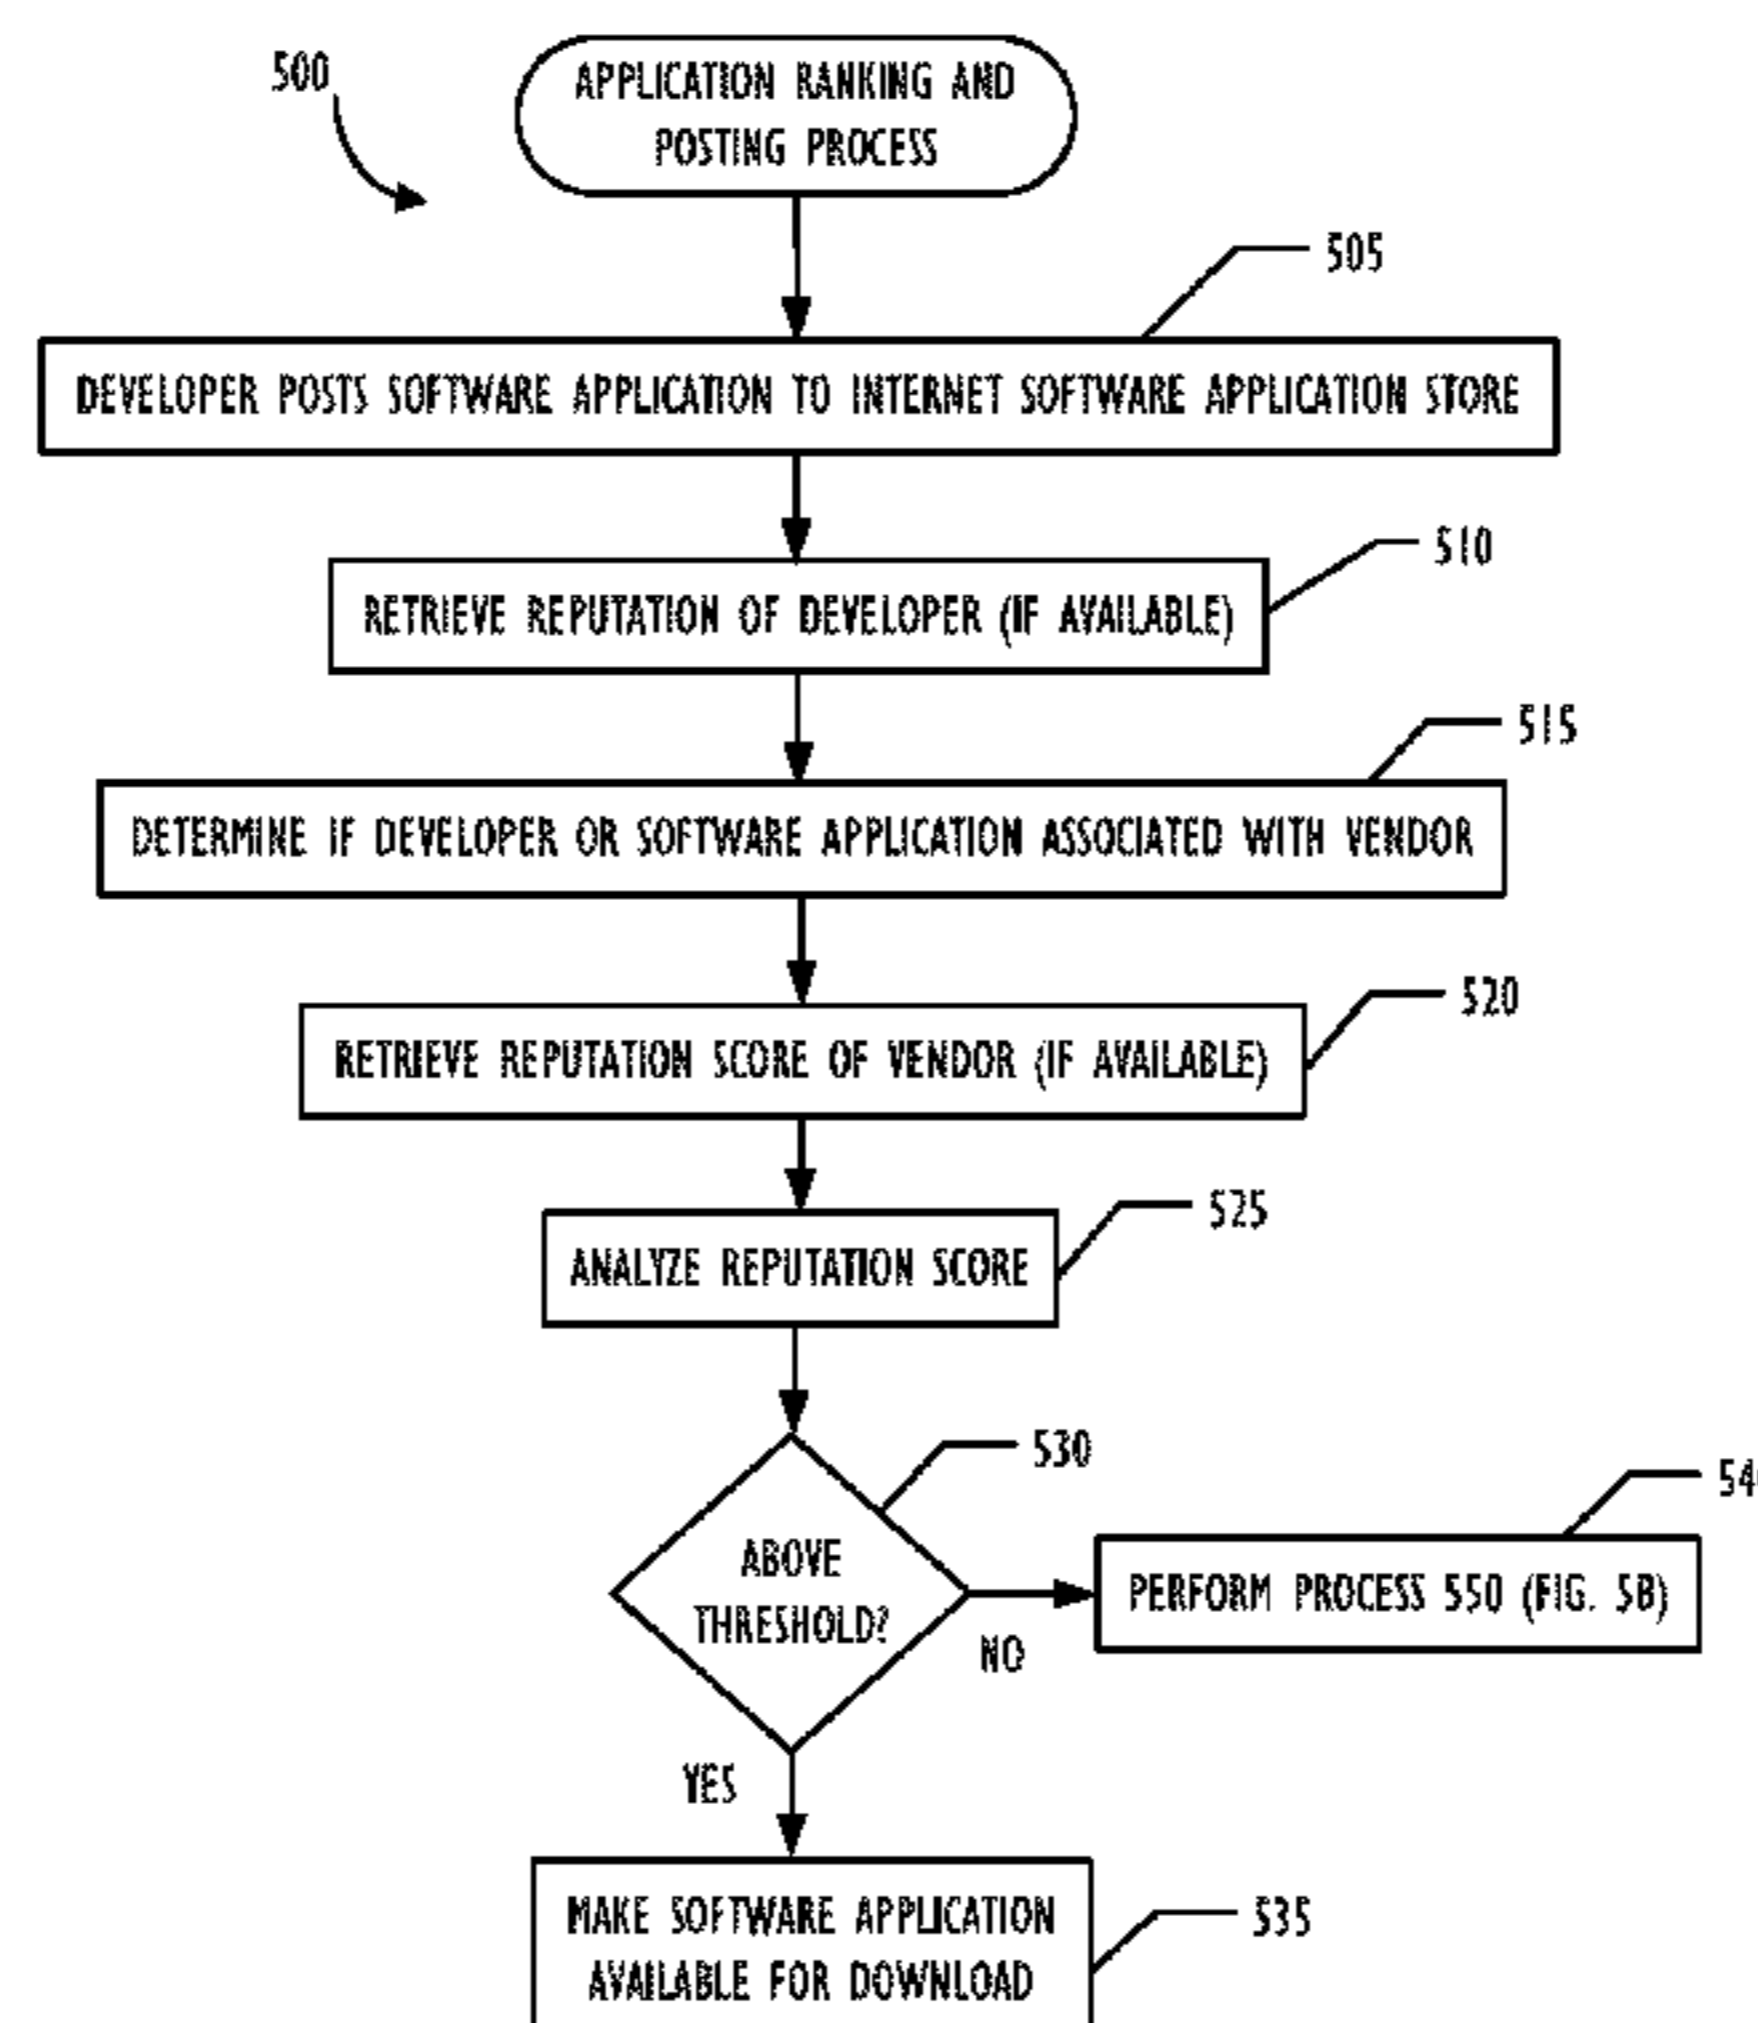 500
APPLICATION RANKING AND
POSTING PROCESS
505
DEVELOPER POSTS SOFTWARE APPLICATION TO INTERNET SOFTWARE APPLICATION STORE
510
RETRIEVE REPUTATION OF DEVELOPER (IF AVAILABLE)
515
DETERMINE IF DEVELOPER OR SOFTWARE APPLICATION ASSOCIATED WITH VENDOR
520
RETRIEVE REPUTATION SCORE OF VENDOR (IF AVAILABLE)
525
ANALYZE REPUTATION SCORE
530
ABOVE
THRESHOLD?
NO
PERFORM PROCESS 550 (FIG. 5B)
YES
MAKE SOFTWARE APPLICATION
AVAILABLE FOR DOWNLOAD
535